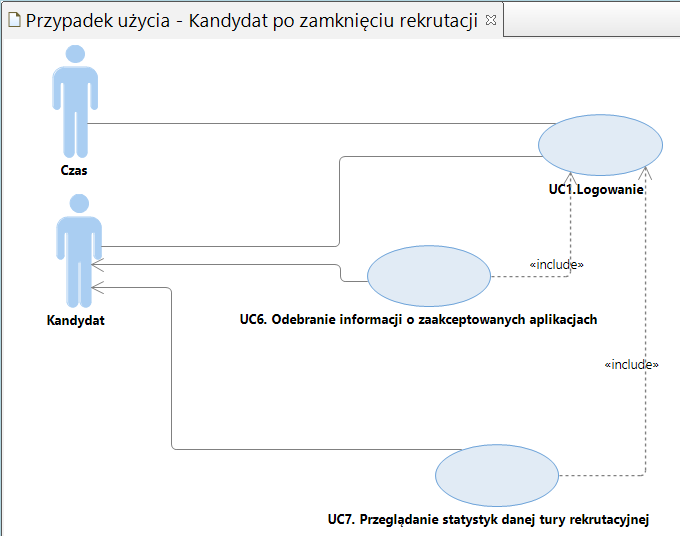 Przypadek użycia - Kandydat po zamknięciu rekrutacji
Czas
UC1.Logowanie
«include»
Kandydat
UC6. Odebranie informacji o zaakceptowanych aplikacjach
«include»
UC7. Przeglądanie statystyk danej tury rekrutacyjnej